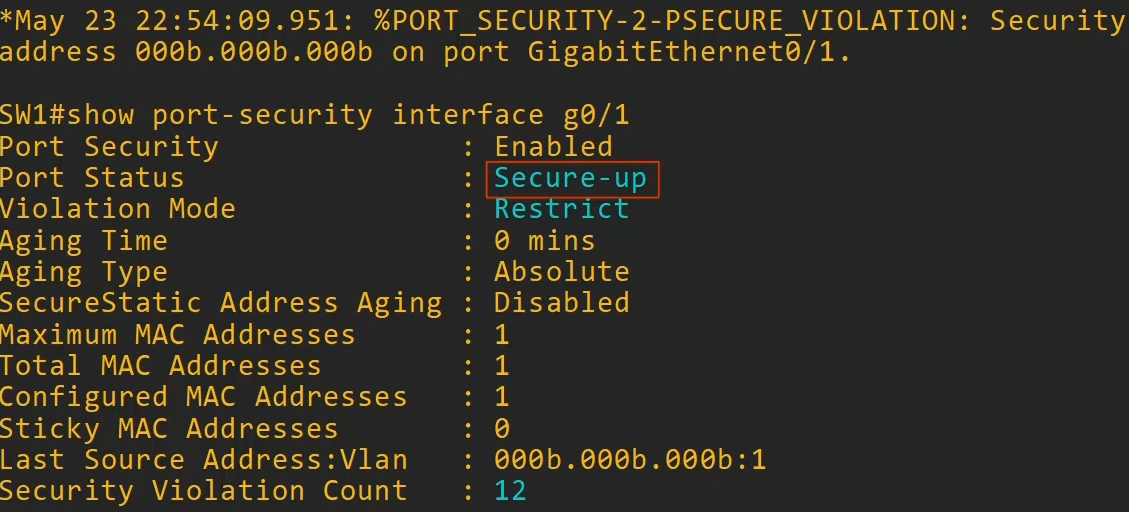 *May 23 22:54:09.951: %PORT_SECURITY-2-PSECURE_VIOLATION: Security
address 000b.000b.000b on port GigabitEthernet0/1.
SW1#show port-security interface g0/1
Port Security : Enabled
Port Status : Secure-up
Violation Mode : Restrict
Aging Time : 0 mins
Aging Type : Absolute
SecureStatic Address Aging : Disabled
Maximum MAC Addresses : 1
Total MAC Addresses : 1
Configured MAC Addresses : 1
Sticky MAC Addresses : 0
Last Source Address:Vlan : 000b.000b.000b:1
Security Violation Count : 12